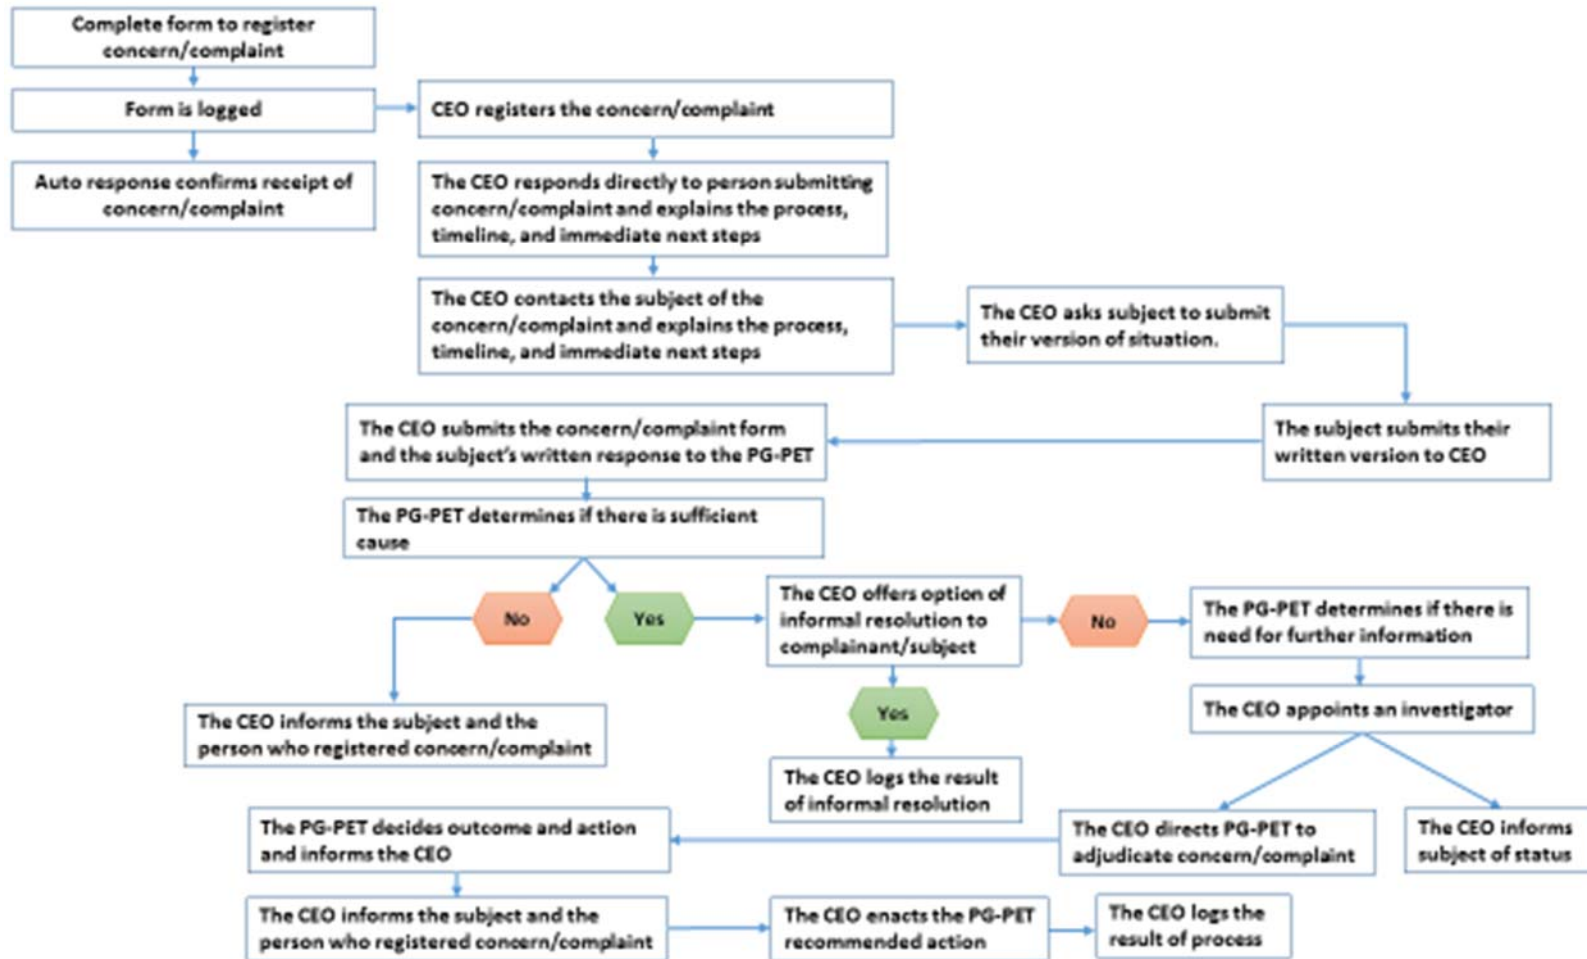 Complete form to register
concern/complaint
Form is logged
CEO registers the concern/complaint
Auto response confirms receipt of
concern/complaint
The CEO responds directly to person submitting
concern/complaint and explains the process,
timeline, and immediate next steps
The CEO contacts the subject of the
concern/complaint and explains the process,
timeline, and immediate next steps
The CEO asks subject to submit
their version of situation.
The CEO submits the concern/complaint form
and the subject's written response to the PG-PET
The subject submits their
written version to CEO
The PG-PET determines if there is sufficient
cause
No
Yes
The CEO offers option of
informal resolution to
complainant/subject
No
The PG-PET determines if there is
need for further information
Yes
The CEO appoints an investigator
The CEO informs the subject and the
person who registered concern/complaint
The CEO logs the result
of informal resolution
The PG-PET decides outcome and action
and informs the CEO
The CEO directs PG-PET to
adjudicate concern/complaint
The CEO informs
subject of status
The CEO informs the subject and the
person who registered concern/complaint
The CEO enacts the PG-PET
recommended action
The CEO logs the
result of process